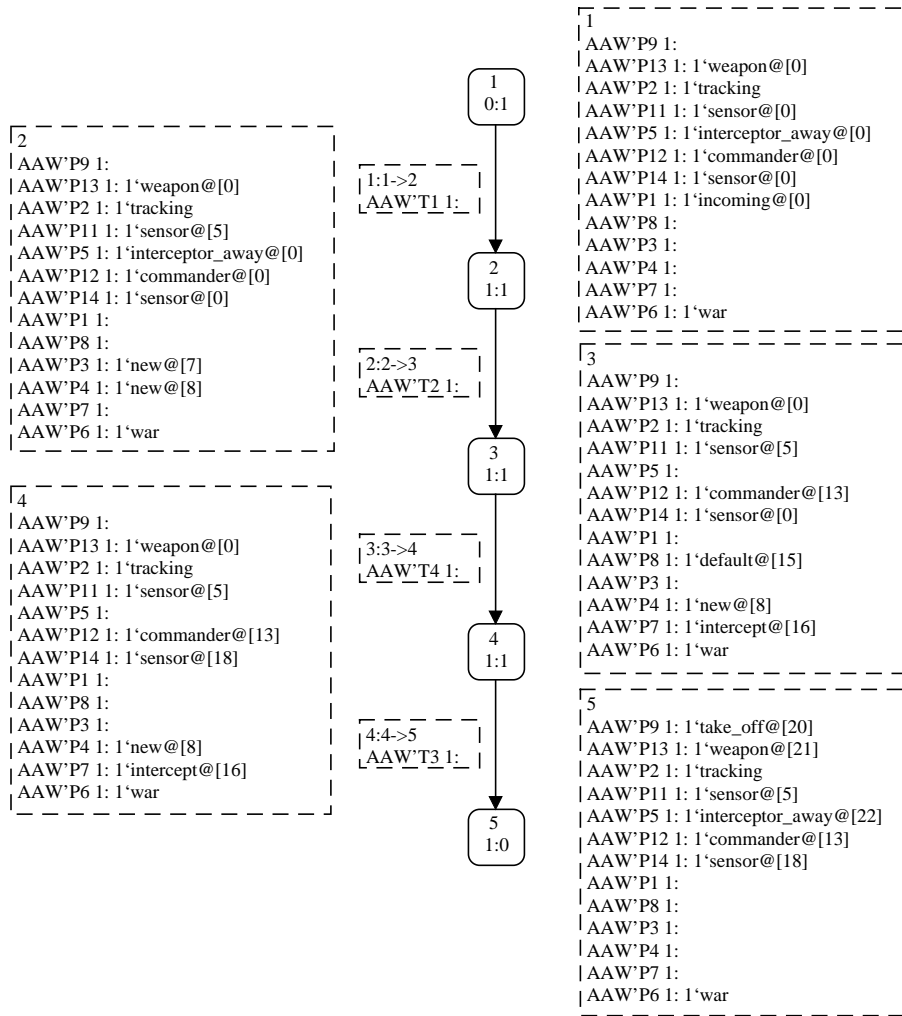 1
AAW’P9 1:
AAW’P13 1: 1‘weapon@[0]
AAW’P2 1: 1‘tracking
AAW’P11 1: 1‘sensor@[0]
AAW’P5 1: 1‘interceptor_away@[0]
AAW’P12 1: 1‘commander@[0]
AAW’P14 1: 1‘sensor@[0]
AAW’P1 1: 1‘incoming@[0]
AAW’P8 1:
AAW’P3 1:
AAW’P4 1:
AAW’P7 1:
AAW’P6 1: 1‘war
1
0:1
2
AAW’P9 1:
AAW’P13 1: 1‘weapon@[0]
AAW’P2 1: 1‘tracking
AAW’P11 1: 1‘sensor@[5]
AAW’P5 1: 1‘interceptor_away@[0]
AAW’P12 1: 1‘commander@[0]
AAW’P14 1: 1‘sensor@[0]
AAW’P1 1:
AAW’P8 1:
AAW’P3 1: 1‘new@[7]
AAW’P4 1: 1‘new@[8]
AAW’P7 1:
AAW’P6 1: 1‘war
1:1->2
AAW’T1 1:
2
1:1
2:2->3
AAW’T2 1:
3
AAW’P9 1:
AAW’P13 1: 1‘weapon@[0]
AAW’P2 1: 1‘tracking
AAW’P11 1: 1‘sensor@[5]
AAW’P5 1:
AAW’P12 1: 1‘commander@[13]
AAW’P14 1: 1‘sensor@[0]
AAW’P1 1:
AAW’P8 1: 1‘default@[15]
AAW’P3 1:
AAW’P4 1: 1‘new@[8]
AAW’P7 1: 1‘intercept@[16]
AAW’P6 1: 1‘war
3
1:1
4
AAW’P9 1:
AAW’P13 1: 1‘weapon@[0]
AAW’P2 1: 1‘tracking
AAW’P11 1: 1‘sensor@[5]
AAW’P5 1:
AAW’P12 1: 1‘commander@[13]
AAW’P14 1: 1‘sensor@[18]
AAW’P1 1:
AAW’P8 1:
AAW’P3 1:
AAW’P4 1: 1‘new@[8]
AAW’P7 1: 1‘intercept@[16]
AAW’P6 1: 1‘war
3:3->4
AAW’T4 1:
4
1:1
4:4->5
AAW’T3 1:
5
AAW’P9 1: 1‘take_off@[20]
AAW’P13 1: 1‘weapon@[21]
AAW’P2 1: 1‘tracking
AAW’P11 1: 1‘sensor@[5]
AAW’P5 1: 1‘interceptor_away@[22]
AAW’P12 1: 1‘commander@[13]
AAW’P14 1: 1‘sensor@[18]
AAW’P1 1:
AAW’P8 1:
AAW’P3 1:
AAW’P4 1:
AAW’P7 1:
AAW’P6 1: 1‘war
5
1:0